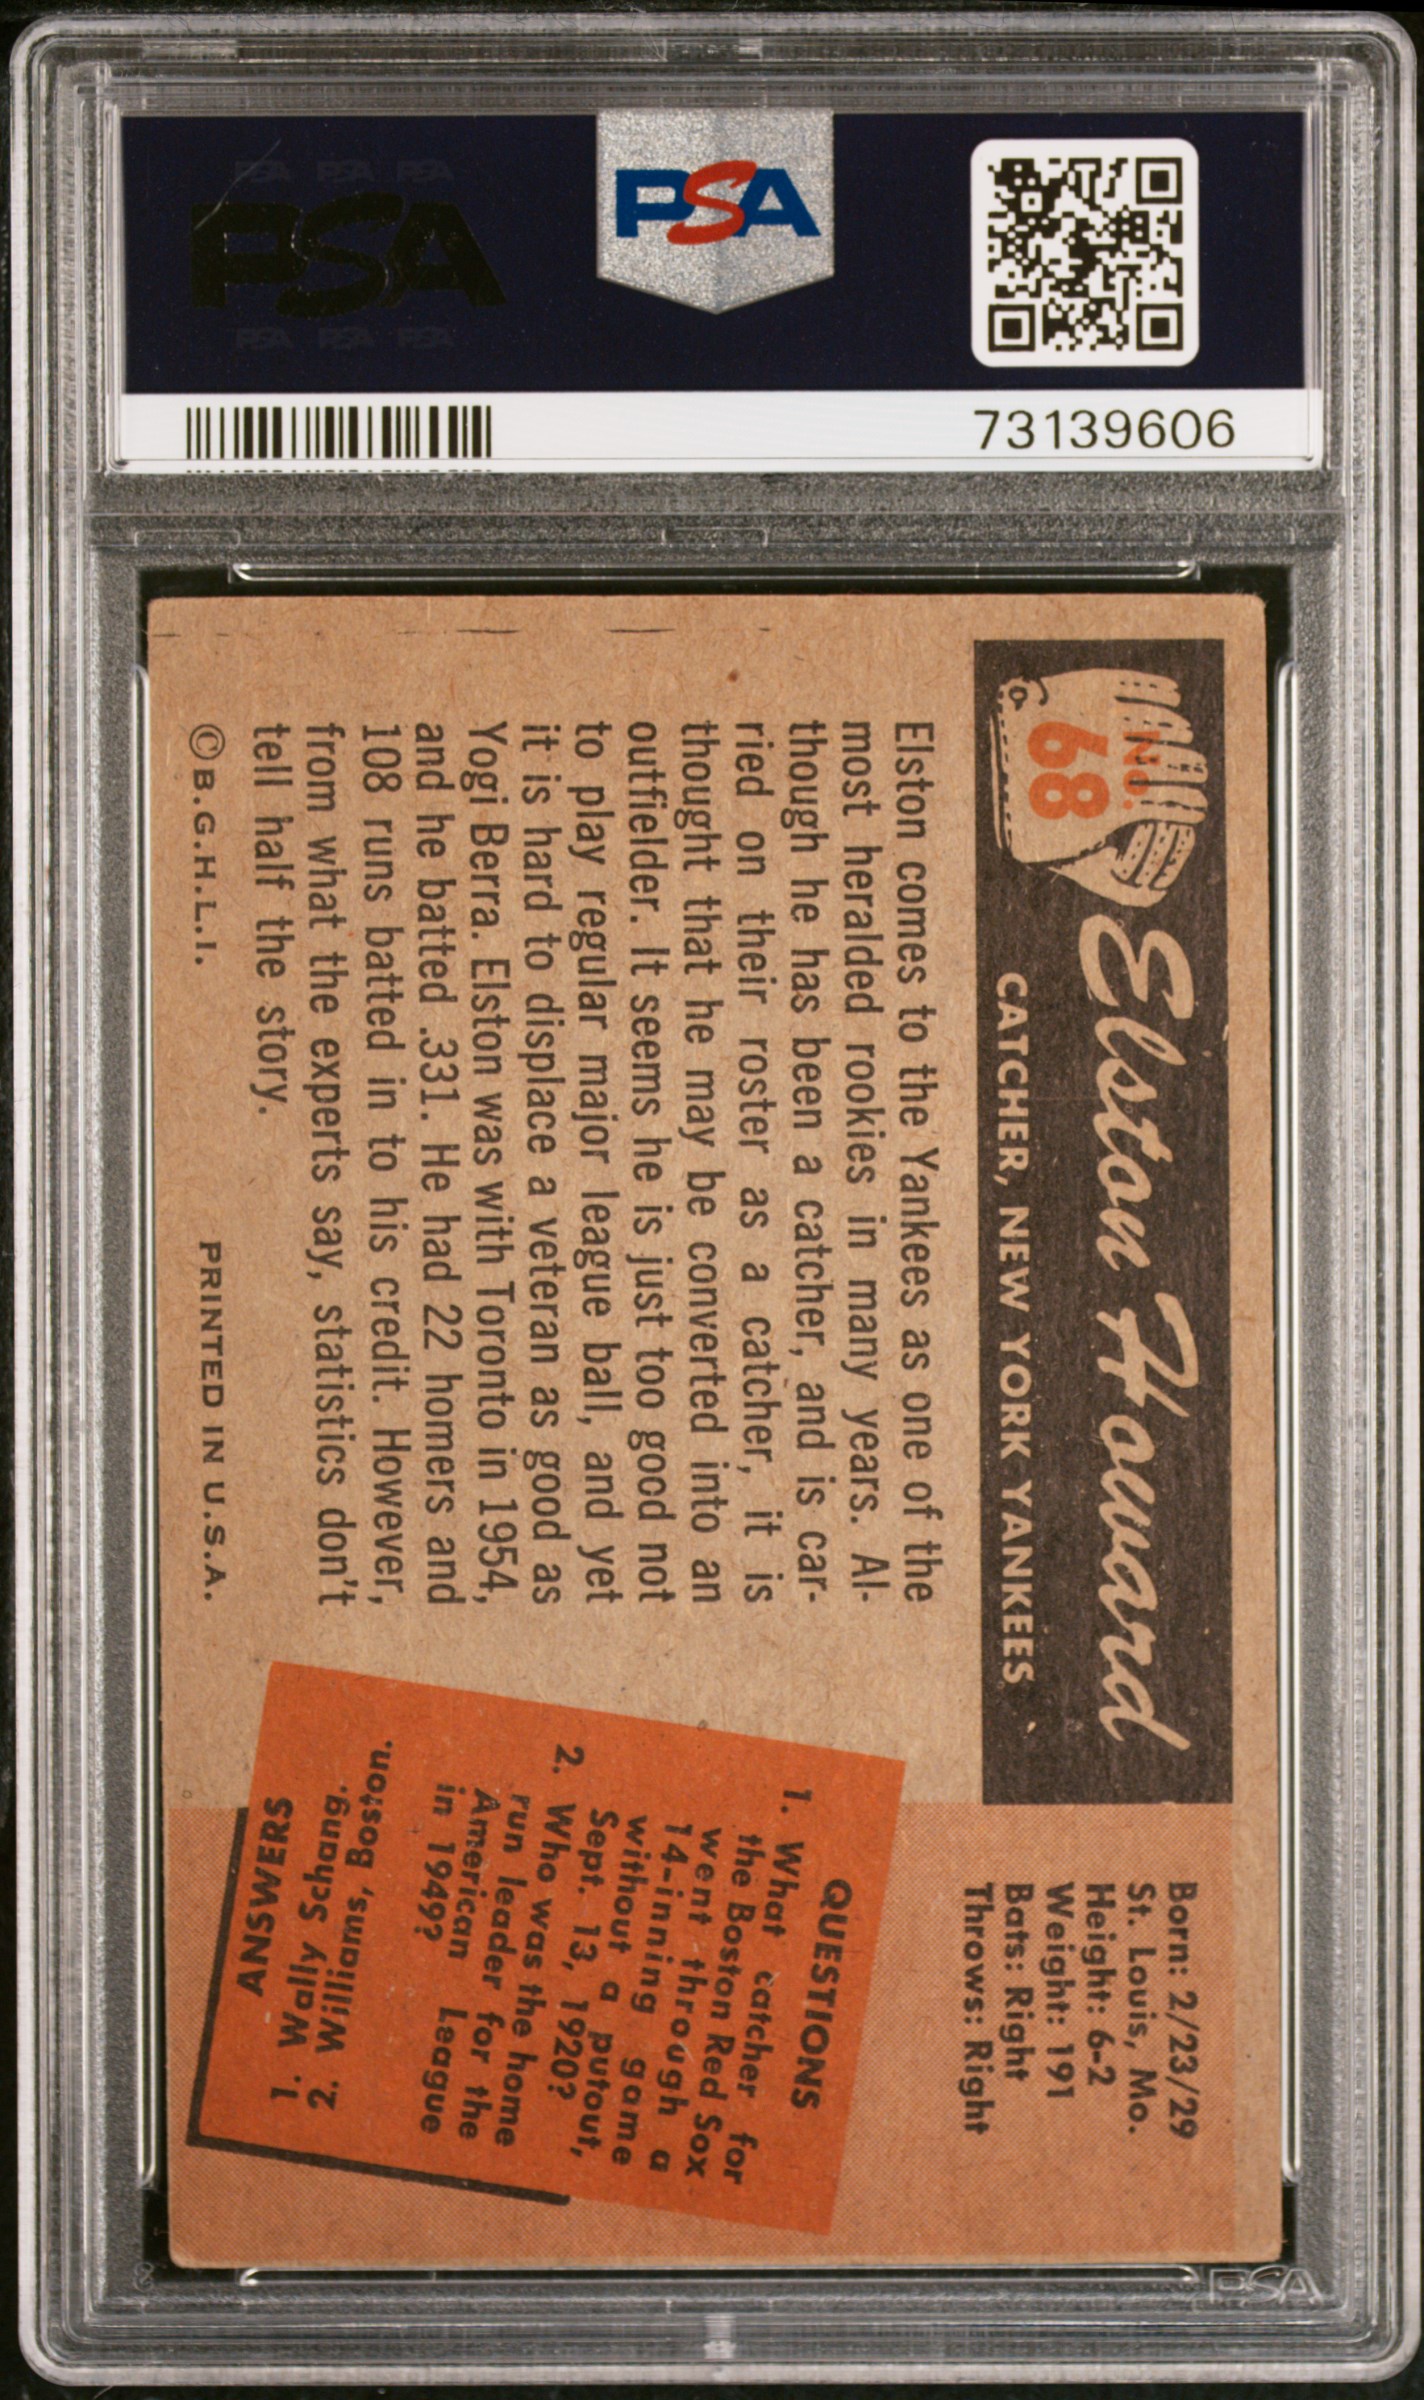 PSA PSA PSA
PSA
PSA PSA PSA
PSA
73139606
No.
68
Elston Howard
CATCHER, NEW YORK YANKEES
Born: 2/23/29
St. Louis, Mo.
Height: 6-2
Weight: 191
Bats: Right
Throws: Right
Elston comes to the Yankees as one of the
most heralded rookies in many years. Al-
though he has been a catcher, and is car-
ried on their roster as a catcher, it is
thought that he may be converted into an
outfielder. It seems he is just too good not
to play regular major league ball, and yet
it is hard to displace a veteran as good as
Yogi Berra. Elston was with Toronto in 1954,
and he batted .331. He had 22 homers and
108 runs batted in to his credit. However,
from what the experts say, statistics don't
tell half the story.
©B.G.H.L.I.
PRINTED IN U.S.A.
QUESTIONS
1. What catcher for
the Boston Red Sox
went through a
14-inning game
without a putout,
Sept. 13, 1920?
2. Who was the home
run leader for the
American League
in 1949?
ANSWERS
1. Wally Schang.
2. Williams, Boston.
PSA